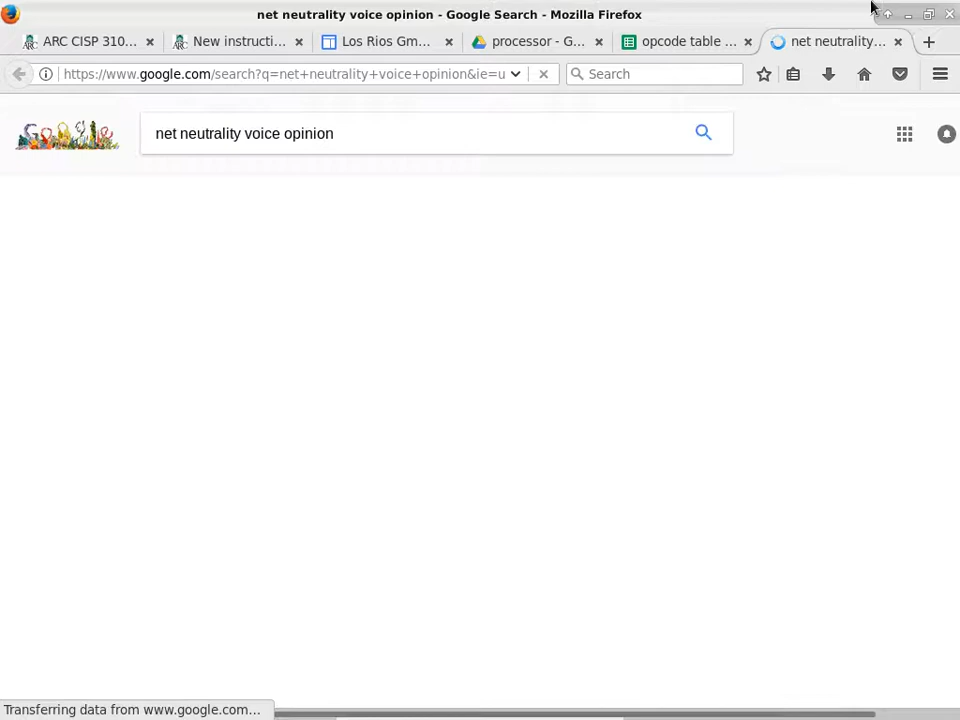 net neutrality voice opinion - Google Search - Mozilla Firefox
ARC CISP 310...
New instructi...
Los Rios Gm...
processor - G...
opcode table ...
net neutrality...
https://www.google.com/search?q=net+neutrality+voice+opinion&ie=u
Search
Google
net neutrality voice opinion
Transferring data from www.google.com...